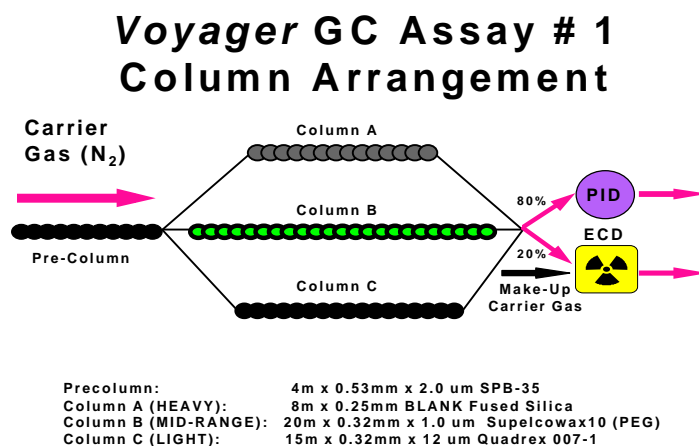 Voyager GC Assay # 1
Column Arrangement
Carrier
Gas (N₂)
Column A
Column B
Column C
Pre-Column
80%
20%
PID
ECD
Make-Up
Carrier Gas
Precolumn: 4m x 0.53mm x 2.0 um SPB-35
Column A (HEAVY): 8m x 0.25mm BLANK Fused Silica
Column B (MID-RANGE): 20m x 0.32mm x 1.0 um Supelcowax10 (PEG)
Column C (LIGHT): 15m x 0.32mm x 12 um Quadrex 007-1